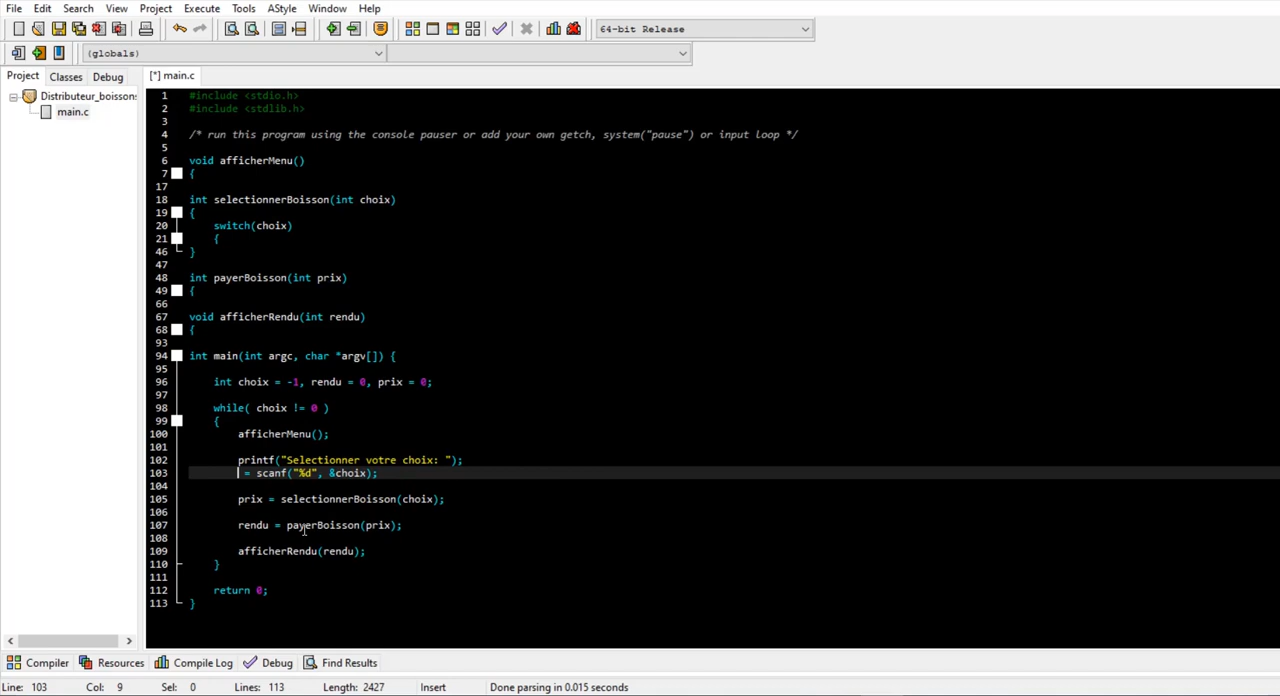 File Edit Search View Project Execute Tools AStyle Window Help
64-bit Release
(globals)
Project Classes Debug
[*] main.c
Distributeur_boissons
main.c
1 #include <stdio.h>
2 #include <stdlib.h>
3
4 /* run this program using the console pauser or add your own getch, system("pause") or input loop */
5
6 void afficherMenu()
7 {
17
18 int selectionnerBoisson(int choix)
19 {
20 switch(choix)
21 {
46 }
47
48 int payerBoisson(int prix)
49 {
66
67 void afficherRendu(int rendu)
68 {
93
94 int main(int argc, char *argv[]) {
95
96 int choix = -1, rendu = 0, prix = 0;
97
98 while( choix != 0 )
99 {
100 afficherMenu();
101
102 printf("Selectionner votre choix: ");
103 = scanf("%d", &choix);
104
105 prix = selectionnerBoisson(choix);
106
107 rendu = payerBoisson(prix);
108
109 afficherRendu(rendu);
110 }
111
112 return 0;
113 }
Compiler Resources Compile Log Debug Find Results
Line: 103 Col: 9 Sel: 0 Lines: 113 Length: 2427 Insert Done parsing in 0.015 seconds